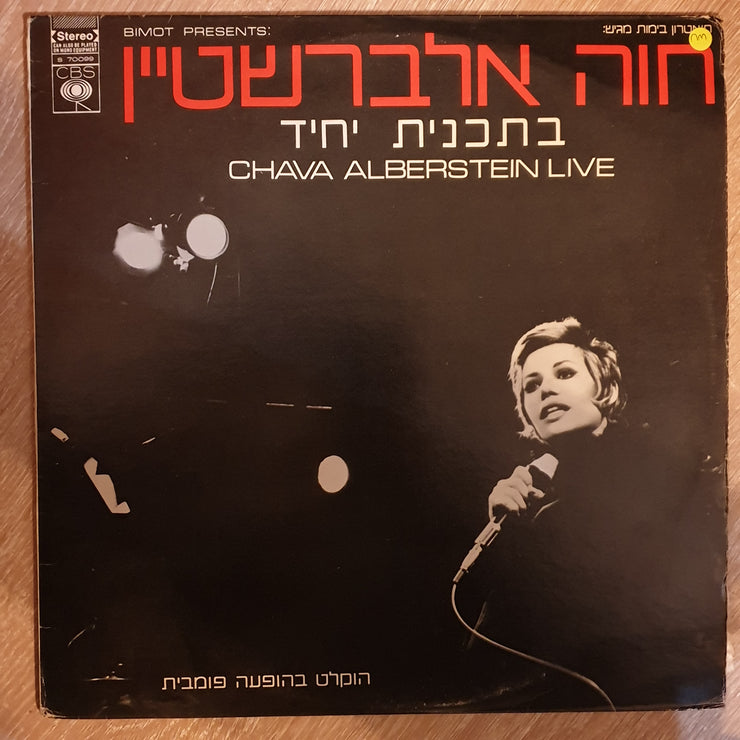 Stereo
CAN ALSO BE PLAYED
ON MONO EQUIPMENT
S 70099
CBS
BIMOT PRESENTS:
תיאטרון בימות מגיש:
חוה אלברשטיין
בתכנית יחיד
CHAVA ALBERSTEIN LIVE
הוקלט בהופעה פומבית